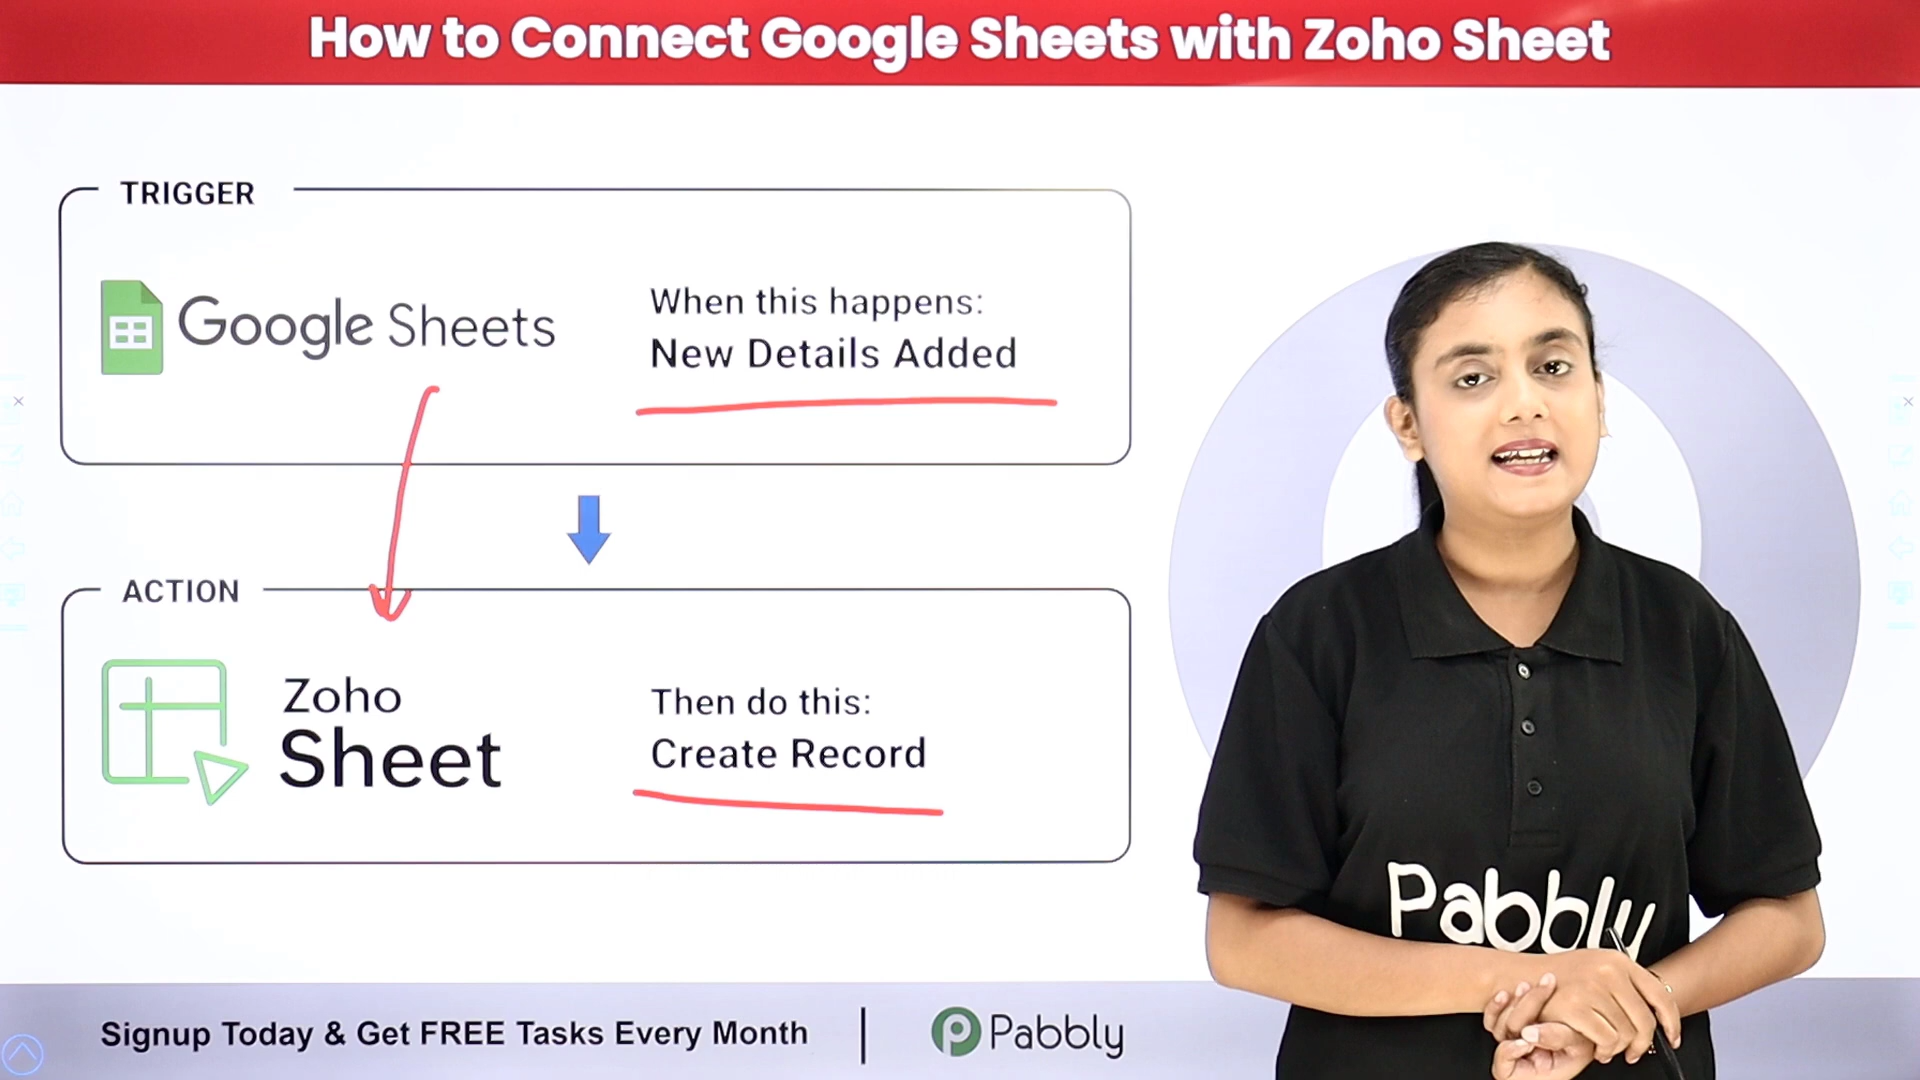 How to Connect Google Sheets with Zoho Sheet
TRIGGER
Google Sheets
When this happens:
New Details Added
ACTION
Zoho
Sheet
Then do this:
Create Record
Pabbly
Signup Today & Get FREE Tasks Every Month
Pabbly